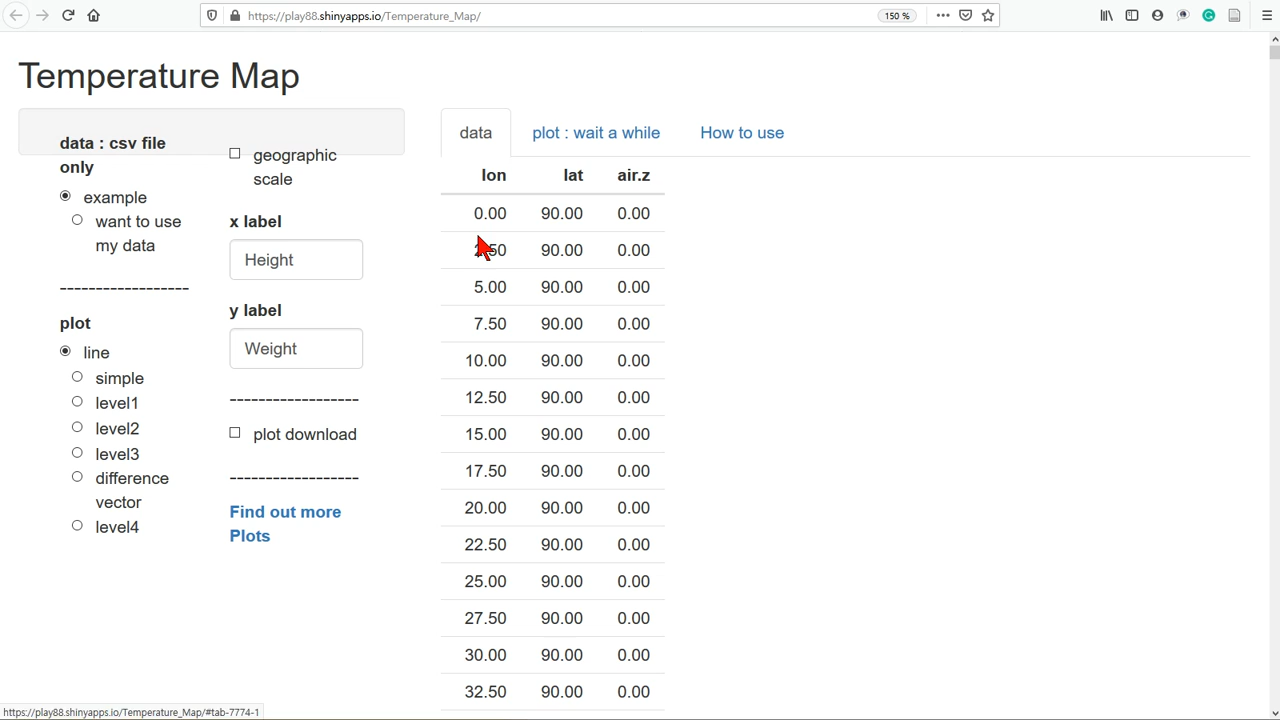 https://play88.shinyapps.io/Temperature_Map/
150 %
Temperature Map
data : csv file
only
example
want to use
my data
------------------
plot
line
simple
level1
level2
level3
difference
vector
level4
geographic
scale
x label
Height
y label
Weight
------------------
plot download
------------------
Find out more
Plots
data plot : wait a while How to use
lon lat air.z
0.00 90.00 0.00
90.00 0.00
5.00 90.00 0.00
7.50 90.00 0.00
10.00 90.00 0.00
12.50 90.00 0.00
15.00 90.00 0.00
17.50 90.00 0.00
20.00 90.00 0.00
22.50 90.00 0.00
25.00 90.00 0.00
27.50 90.00 0.00
30.00 90.00 0.00
32.50 90.00 0.00
https://play88.shinyapps.io/Temperature_Map/#tab-7774-1